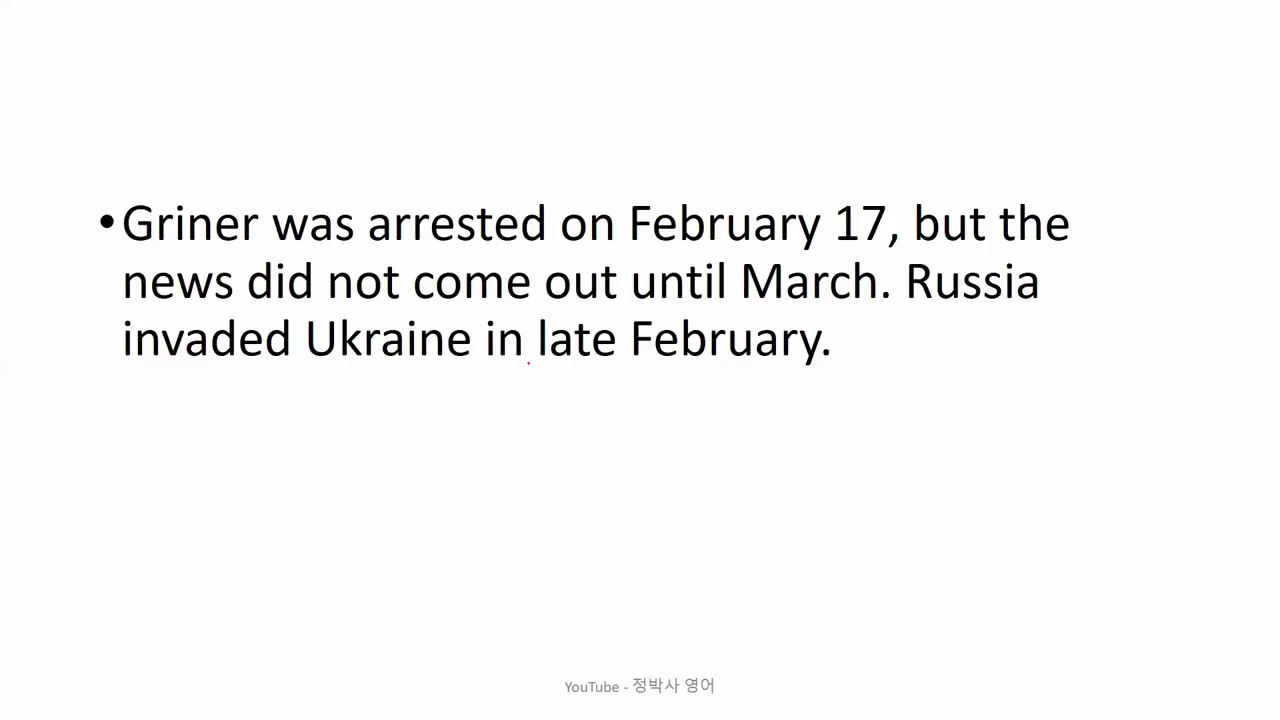 •Griner was arrested on February 17, but the
news did not come out until March. Russia
invaded Ukraine in late February.
YouTube - 정박사 영어